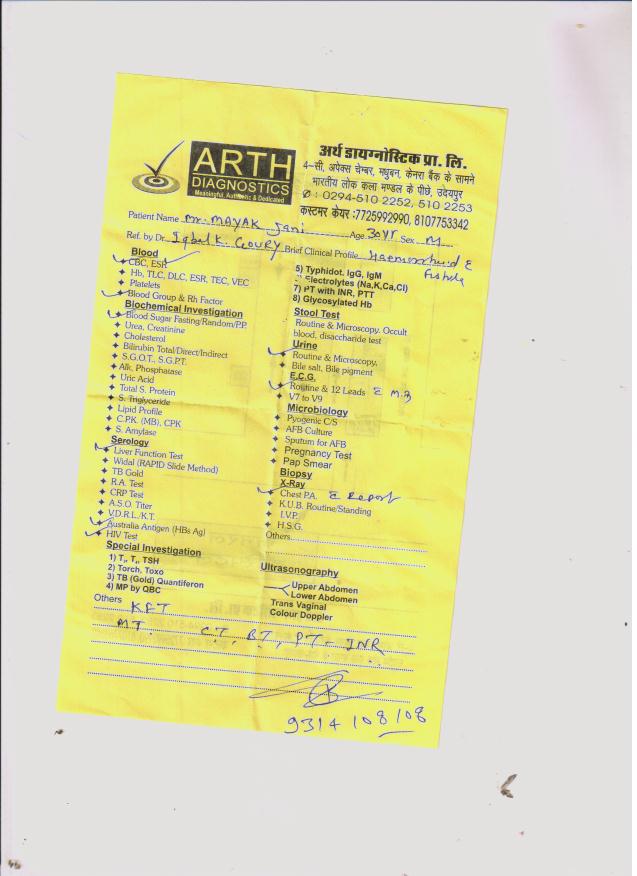 ARTH
DIAGNOSTICS
Meaningful, Authentic & Dedicated
अर्थ डायग्नोस्टिक प्रा. लि.
4-सी, अपेक्स चेम्बर, मधुबन, केनरा बैंक के सामने
भारतीय लोक कला मण्डल के पीछे, उदयपुर
✆ : 0294-510 2252, 510 2253
कस्टमर केयर :7725992990, 8107753342
Patient Name Mr. MAYAK Jani Age 30 Yr Sex M
Ref. by Dr. Iqbal K. GOURY Brief Clinical Profile Haemorrhoid c
Fistula
Blood
CBC, ESR
Hb, TLC, DLC, ESR, TEC, VEC
Platelets
Blood Group & Rh Factor
Biochemical Investigation
Blood Sugar Fasting/Random/P.P.
Urea, Creatinine
Cholesterol
Bilirubin Total/Direct/Indirect
S.G.O.T., S.G.P.T.
Alk. Phosphatase
Uric Acid
Total S. Protein
S. Triglyceride
Lipid Profile
C.P.K. (MB), CPK
S. Amylase
Serology
Liver Function Test
Widal (RAPID Slide Method)
TB Gold
R.A. Test
CRP Test
A.S.O. Titer
V.D.R.L./K.T.
Australia Antigen (HBs Ag)
HIV Test
Special Investigation
1) T₃, T₄, TSH
2) Torch, Toxo
3) TB (Gold) Quantiferon
4) MP by QBC
5) Typhidot. IgG, IgM
Electrolytes (Na,K,Ca,Cl)
7) PT with INR, PTT
8) Glycosylated Hb
Stool Test
Routine & Microscopy, Occult
blood, disaccharide test
Urine
Routine & Microscopy,
Bile salt, Bile pigment
E.C.G.
Routine & 12 Leads
V7 to V9
Microbiology
Pyogenic C/S
AFB Culture
Sputum for AFB
Pregnancy Test
Pap Smear
Biopsy
X-Ray
Chest P.A. c Report
K.U.B. Routine/Standing
I.V.P.
H.S.G.
Others
Ultrasonography
Upper Abdomen
Lower Abdomen
Trans Vaginal
Colour Doppler
Others KFT
MT. CT, BT, PT-INR
9314108108